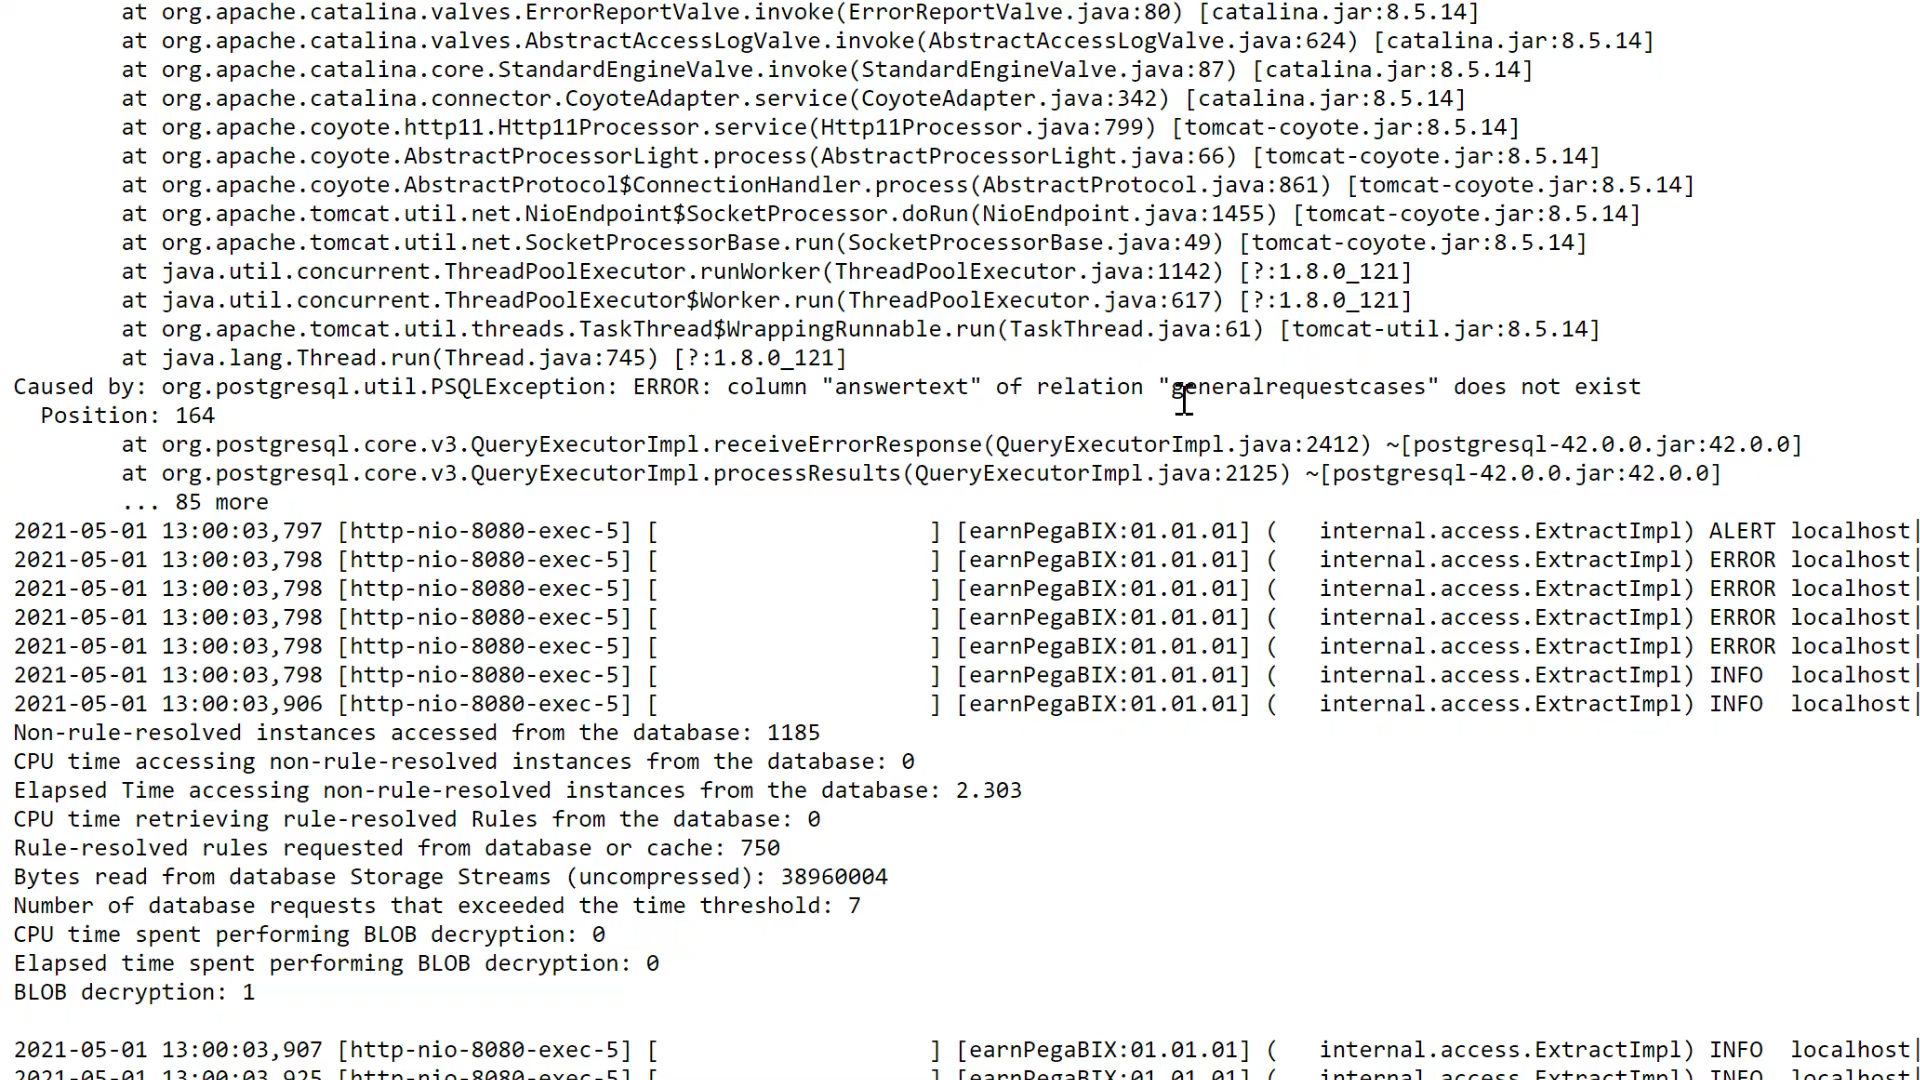 at org.apache.catalina.valves.ErrorReportValve.invoke(ErrorReportValve.java:80) [catalina.jar:8.5.14]
at org.apache.catalina.valves.AbstractAccessLogValve.invoke(AbstractAccessLogValve.java:624) [catalina.jar:8.5.14]
at org.apache.catalina.core.StandardEngineValve.invoke(StandardEngineValve.java:87) [catalina.jar:8.5.14]
at org.apache.catalina.connector.CoyoteAdapter.service(CoyoteAdapter.java:342) [catalina.jar:8.5.14]
at org.apache.coyote.http11.Http11Processor.service(Http11Processor.java:799) [tomcat-coyote.jar:8.5.14]
at org.apache.coyote.AbstractProcessorLight.process(AbstractProcessorLight.java:66) [tomcat-coyote.jar:8.5.14]
at org.apache.coyote.AbstractProtocol$ConnectionHandler.process(AbstractProtocol.java:861) [tomcat-coyote.jar:8.5.14]
at org.apache.tomcat.util.net.NioEndpoint$SocketProcessor.doRun(NioEndpoint.java:1455) [tomcat-coyote.jar:8.5.14]
at org.apache.tomcat.util.net.SocketProcessorBase.run(SocketProcessorBase.java:49) [tomcat-coyote.jar:8.5.14]
at java.util.concurrent.ThreadPoolExecutor.runWorker(ThreadPoolExecutor.java:1142) [?:1.8.0_121]
at java.util.concurrent.ThreadPoolExecutor$Worker.run(ThreadPoolExecutor.java:617) [?:1.8.0_121]
at org.apache.tomcat.util.threads.TaskThread$WrappingRunnable.run(TaskThread.java:61) [tomcat-util.jar:8.5.14]
at java.lang.Thread.run(Thread.java:745) [?:1.8.0_121]
Caused by: org.postgresql.util.PSQLException: ERROR: column "answertext" of relation "generalrequestcases" does not exist
Position: 164
at org.postgresql.core.v3.QueryExecutorImpl.receiveErrorResponse(QueryExecutorImpl.java:2412) ~[postgresql-42.0.0.jar:42.0.0]
at org.postgresql.core.v3.QueryExecutorImpl.processResults(QueryExecutorImpl.java:2125) ~[postgresql-42.0.0.jar:42.0.0]
... 85 more
2021-05-01 13:00:03,797 [http-nio-8080-exec-5] [ ] [earnPegaBIX:01.01.01] ( internal.access.ExtractImpl) ALERT localhost|
2021-05-01 13:00:03,798 [http-nio-8080-exec-5] [ ] [earnPegaBIX:01.01.01] ( internal.access.ExtractImpl) ERROR localhost|
2021-05-01 13:00:03,798 [http-nio-8080-exec-5] [ ] [earnPegaBIX:01.01.01] ( internal.access.ExtractImpl) ERROR localhost|
2021-05-01 13:00:03,798 [http-nio-8080-exec-5] [ ] [earnPegaBIX:01.01.01] ( internal.access.ExtractImpl) ERROR localhost|
2021-05-01 13:00:03,798 [http-nio-8080-exec-5] [ ] [earnPegaBIX:01.01.01] ( internal.access.ExtractImpl) ERROR localhost|
2021-05-01 13:00:03,798 [http-nio-8080-exec-5] [ ] [earnPegaBIX:01.01.01] ( internal.access.ExtractImpl) INFO localhost|
2021-05-01 13:00:03,906 [http-nio-8080-exec-5] [ ] [earnPegaBIX:01.01.01] ( internal.access.ExtractImpl) INFO localhost|
Non-rule-resolved instances accessed from the database: 1185
CPU time accessing non-rule-resolved instances from the database: 0
Elapsed Time accessing non-rule-resolved instances from the database: 2.303
CPU time retrieving rule-resolved Rules from the database: 0
Rule-resolved rules requested from database or cache: 750
Bytes read from database Storage Streams (uncompressed): 38960004
Number of database requests that exceeded the time threshold: 7
CPU time spent performing BLOB decryption: 0
Elapsed time spent performing BLOB decryption: 0
BLOB decryption: 1
2021-05-01 13:00:03,907 [http-nio-8080-exec-5] [ ] [earnPegaBIX:01.01.01] ( internal.access.ExtractImpl) INFO localhost|
2021-05-01 13:00:03,925 [http-nio-8080-exec-5] [ ] [earnPegaBIX:01.01.01] ( internal.access.ExtractImpl) INFO localhost|